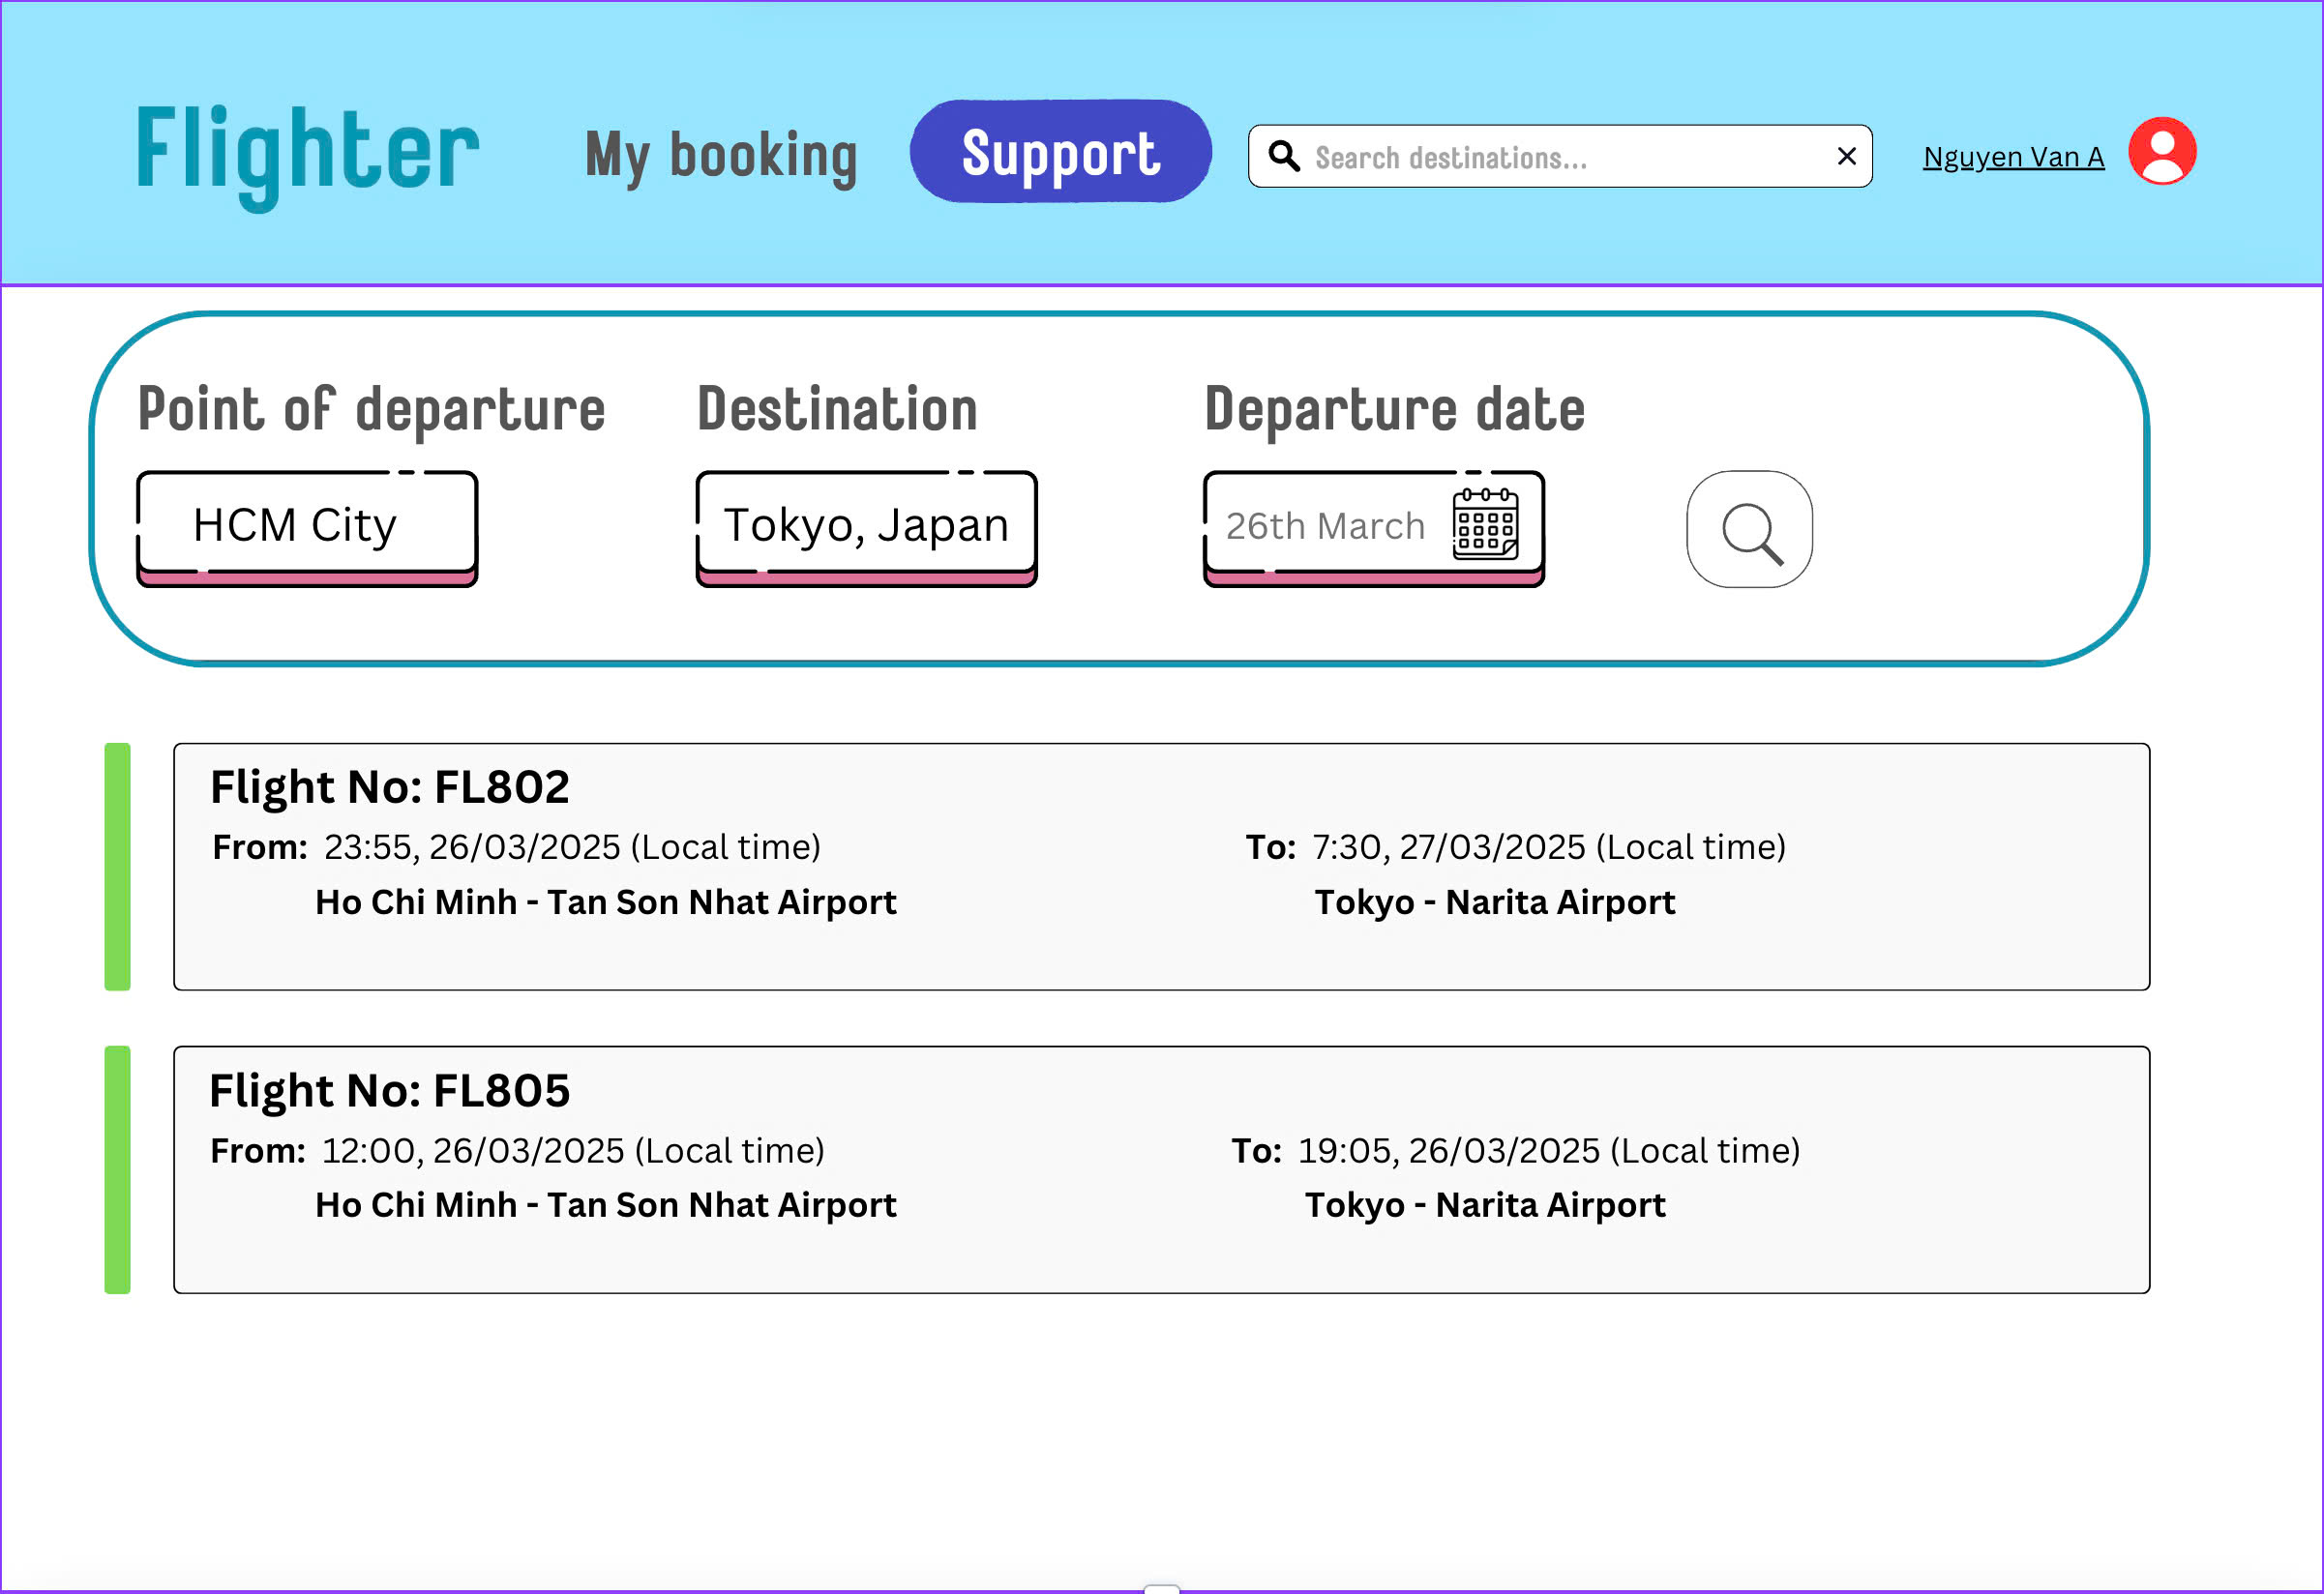 Flighter
My booking
Support
Search destinations...
Nguyen Van A
Point of departure
Destination
Departure date
HCM City
Tokyo, Japan
26th March
Flight No: FL802
From: 23:55, 26/03/2025 (Local time)
Ho Chi Minh - Tan Son Nhat Airport
To: 7:30, 27/03/2025 (Local time)
Tokyo - Narita Airport
Flight No: FL805
From: 12:00, 26/03/2025 (Local time)
Ho Chi Minh - Tan Son Nhat Airport
To: 19:05, 26/03/2025 (Local time)
Tokyo - Narita Airport